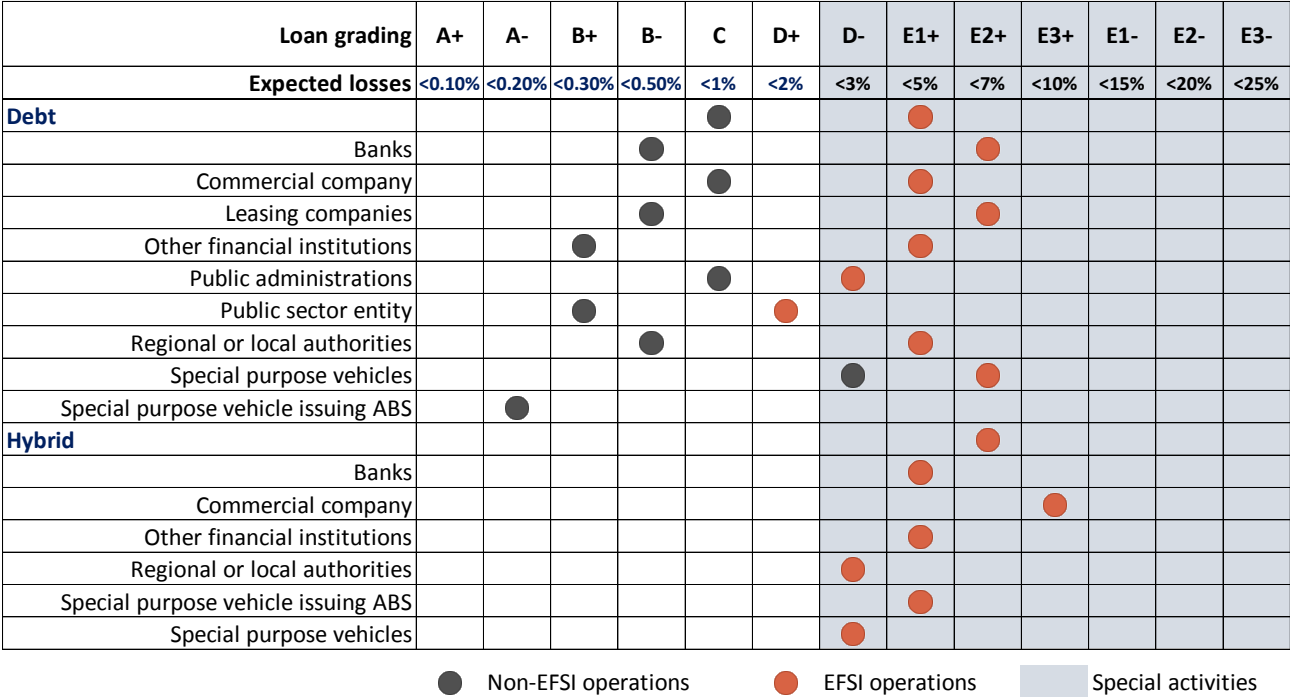 Loan grading A+ A- B+ B- C D+ D- E1+ E2+ E3+ E1- E2- E3-
Expected losses <0.10% <0.20% <0.30% <0.50% <1% <2% <3% <5% <7% <10% <15% <20% <25%
Debt
Banks
Commercial company
Leasing companies
Other financial institutions
Public administrations
Public sector entity
Regional or local authorities
Special purpose vehicles
Special purpose vehicle issuing ABS
Hybrid
Banks
Commercial company
Other financial institutions
Regional or local authorities
Special purpose vehicle issuing ABS
Special purpose vehicles
Non-EFSI operations EFSI operations Special activities